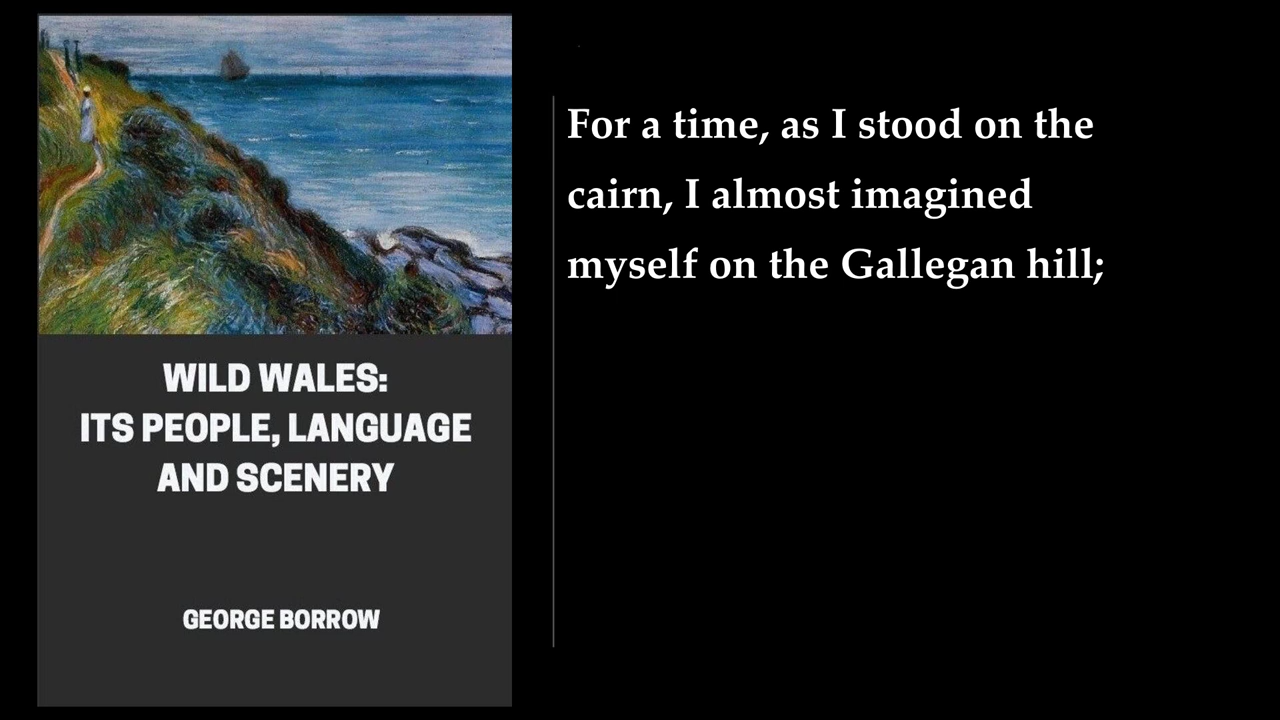 WILD WALES:
ITS PEOPLE, LANGUAGE
AND SCENERY
GEORGE BORROW
For a time, as I stood on the
cairn, I almost imagined
myself on the Gallegan hill;